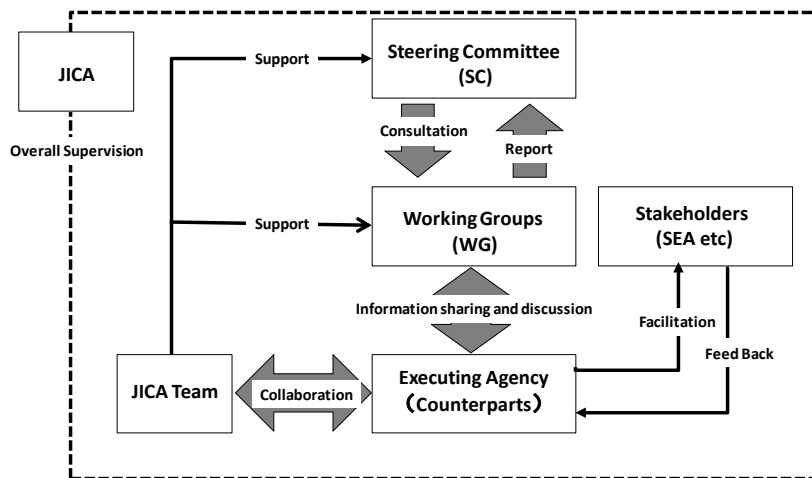 JICA
Overall Supervision
Support
Steering Committee
(SC)
Consultation
Report
Support
Working Groups
(WG)
Stakeholders
(SEA etc)
Information sharing and discussion
Facilitation
Feed Back
JICA Team
Collaboration
Executing Agency
（Counterparts）